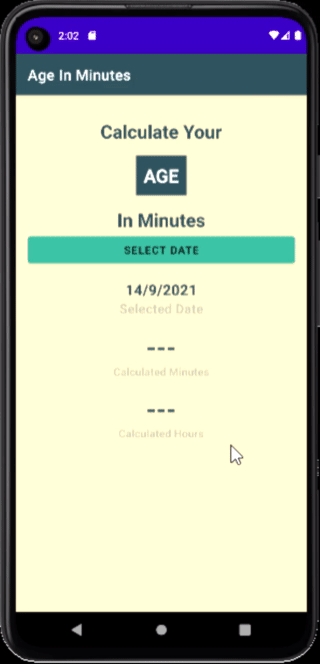 2:02
Age In Minutes
Calculate Your
AGE
In Minutes
SELECT DATE
14/9/2021
Selected Date
---
Calculated Minutes
---
Calculated Hours